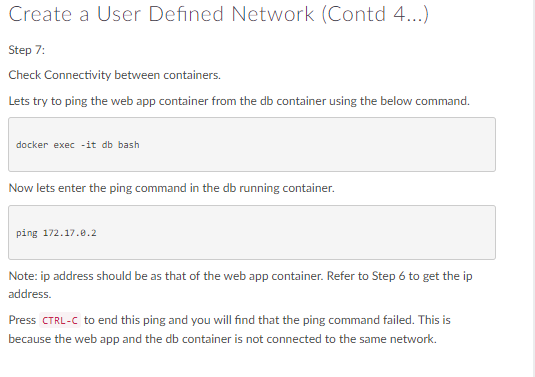 Create a User Defined Network (Contd 4...)
Step 7:
Check Connectivity between containers.
Lets try to ping the web app container from the db container using the below command.
docker exec -it db bash
Now lets enter the ping command in the db running container.
ping 172.17.0.2
Note: ip address should be as that of the web app container. Refer to Step 6 to get the ip
address.
Press CTRL-C to end this ping and you will find that the ping command failed. This is
because the web app and the db container is not connected to the same network.